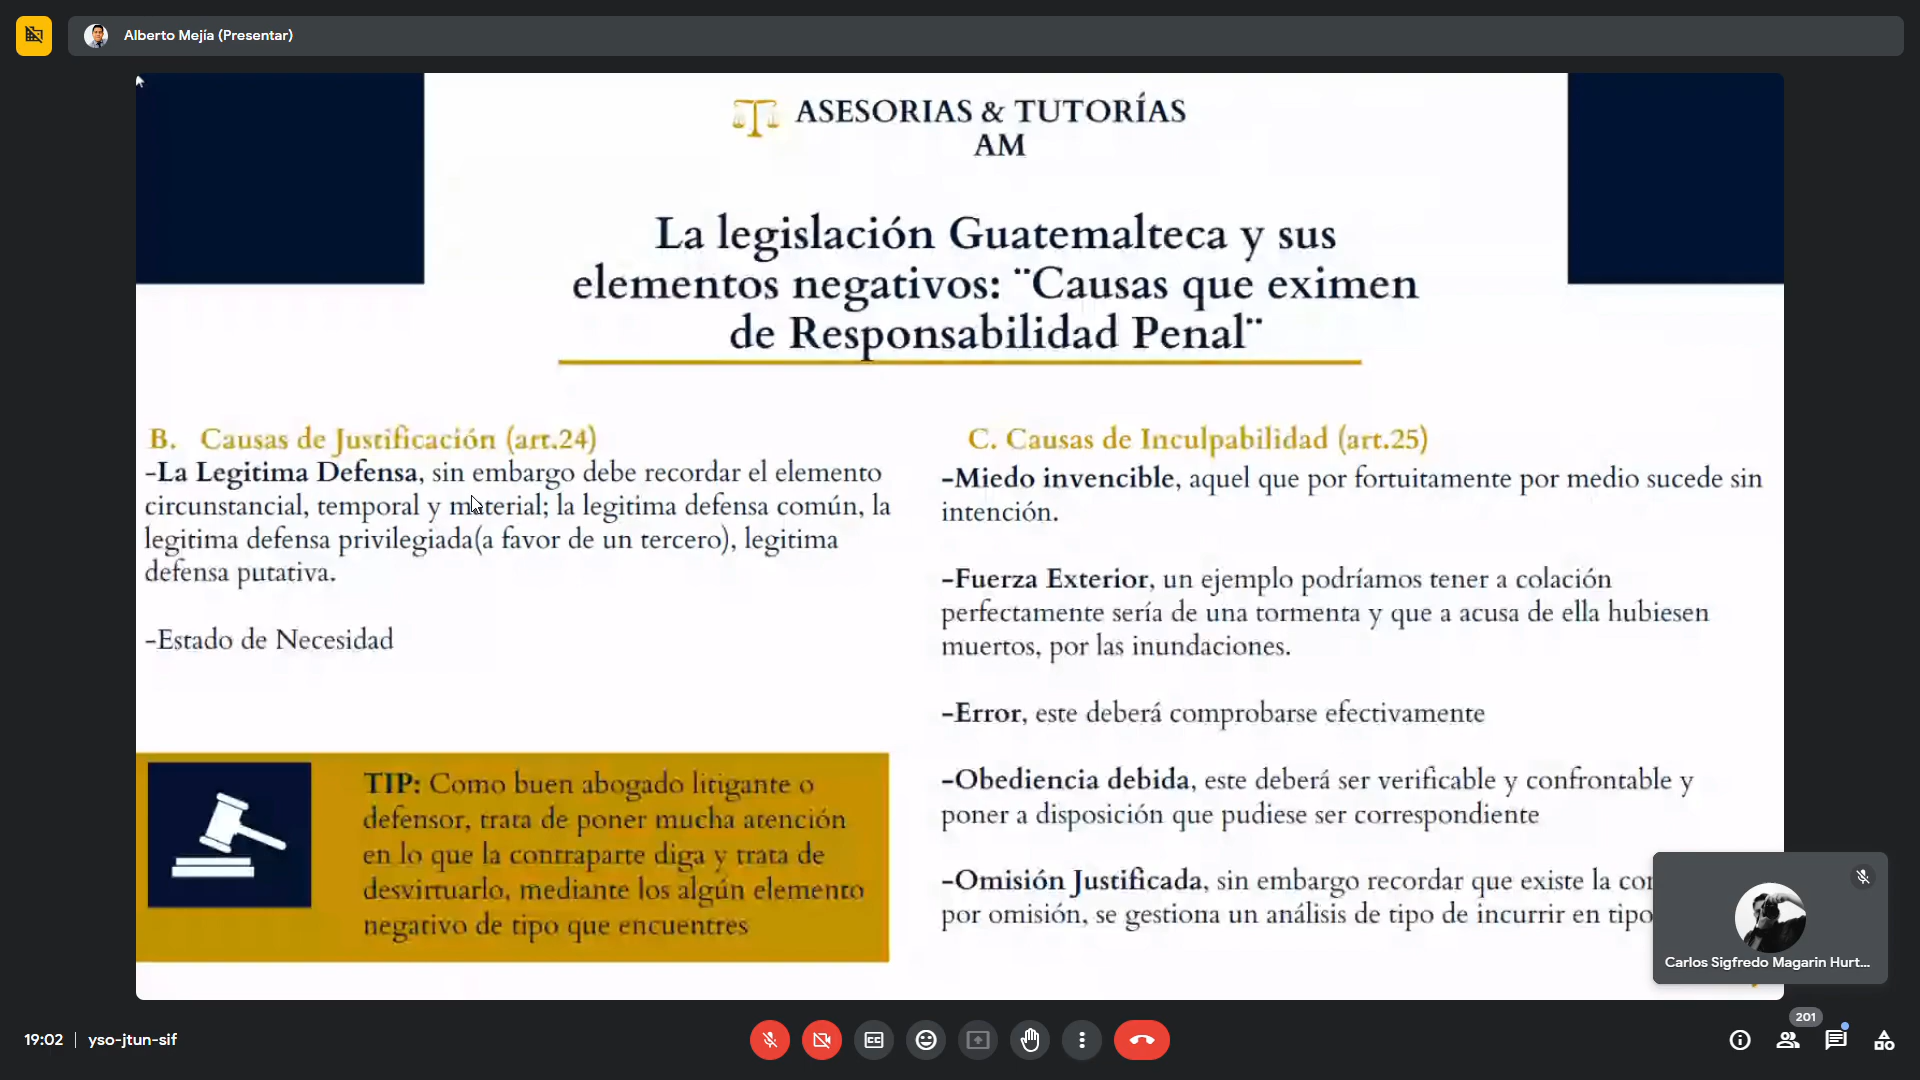 Alberto Mejía (Presentar)
ASESORIAS & TUTORÍAS
AM
La legislación Guatemalteca y sus
elementos negativos: ¨Causas que eximen
de Responsabilidad Penal¨
B. Causas de Justificación (art.24)
-La Legitima Defensa, sin embargo debe recordar el elemento
circunstancial, temporal y material; la legitima defensa común, la
legitima defensa privilegiada(a favor de un tercero), legitima
defensa putativa.
-Estado de Necesidad
TIP: Como buen abogado litigante o
defensor, trata de poner mucha atención
en lo que la contraparte diga y trata de
desvirtuarlo, mediante los algún elemento
negativo de tipo que encuentres
C. Causas de Inculpabilidad (art.25)
-Miedo invencible, aquel que por fortuitamente por medio sucede sin
intención.
-Fuerza Exterior, un ejemplo podríamos tener a colación
perfectamente sería de una tormenta y que a acusa de ella hubiesen
muertos, por las inundaciones.
-Error, este deberá comprobarse efectivamente
-Obediencia debida, este deberá ser verificable y confrontable y
poner a disposición que pudiese ser correspondiente
-Omisión Justificada, sin embargo recordar que existe la
por omisión, se gestiona un análisis de tipo de incurrir en tipo
Carlos Sigfredo Magarin Hurt...
19:02 | yso-jtun-sif
201